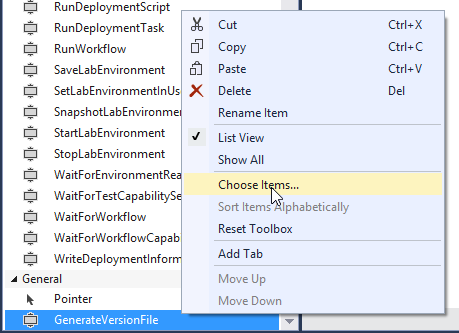 RunDeploymentScript
RunDeploymentTask
RunWorkflow
SaveLabEnvironment
SetLabEnvironmentInUs
SnapshotLabEnvironmen
StartLabEnvironment
StopLabEnvironment
WaitForEnvironmentRea
WaitForTestCapabilitySe
WaitForWorkflow
WaitForWorkflowCapab
WriteDeploymentInform
General
Pointer
GenerateVersionFile
Cut Ctrl+X
Copy Ctrl+C
Paste Ctrl+V
Delete Del
Rename Item
List View
Show All
Choose Items...
Sort Items Alphabetically
Reset Toolbox
Add Tab
Move Up
Move Down